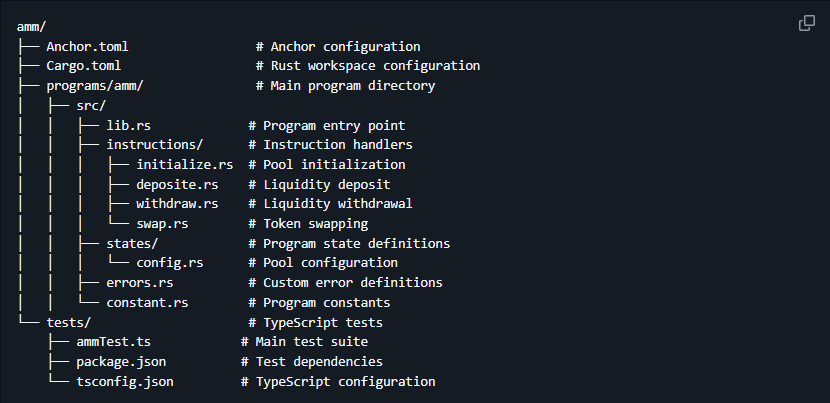 amm/
├── Anchor.toml                 # Anchor configuration
├── Cargo.toml                  # Rust workspace configuration
├── programs/amm/               # Main program directory
│   ├── src/
│   │   ├── lib.rs             # Program entry point
│   │   ├── instructions/      # Instruction handlers
│   │   │   ├── initialize.rs  # Pool initialization
│   │   │   ├── deposite.rs    # Liquidity deposit
│   │   │   ├── withdraw.rs    # Liquidity withdrawal
│   │   │   └── swap.rs        # Token swapping
│   │   ├── states/            # Program state definitions
│   │   │   └── config.rs      # Pool configuration
│   │   ├── errors.rs          # Custom error definitions
│   │   └── constant.rs        # Program constants
└── tests/                     # TypeScript tests
    ├── ammTest.ts            # Main test suite
    ├── package.json          # Test dependencies
    └── tsconfig.json         # TypeScript configuration